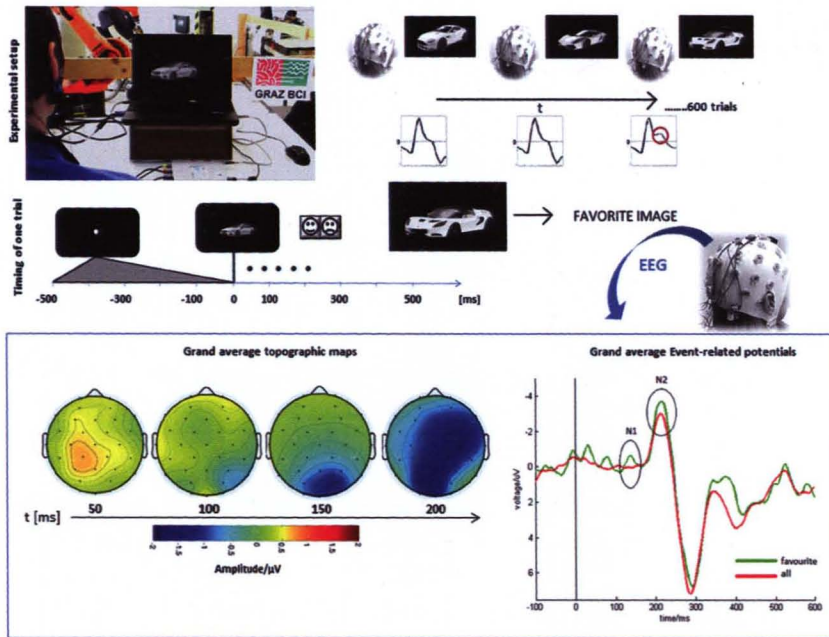 Experimental setup
GRAZ BCI
t
........600 trials
Timing of one trial
-500 -300 -100 0 100 300 500 [ms]
FAVORITE IMAGE
EEG
Grand average topographic maps
t [ms] 50 100 150 200
-2 -1.5 -1 -0.5 0 0.5 1 1.5 2
Amplitude/µV
Grand average Event-related potentials
N2
N1
voltage/µV
-4
-2
0
2
4
6
favourite
all
-100 0 100 200 300 400 500 600
time/ms